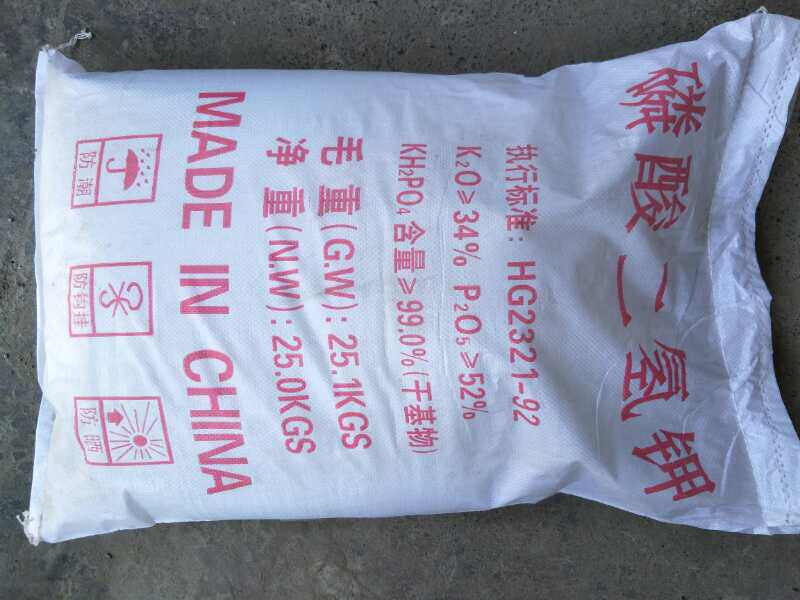 磷酸二氢钾
执行标准：HG2321-92
K₂O≥34% P₂O₅≥52%
KH₂PO₄含量≥99.0%(干基物)
毛重(G.W)：25.1KGS
净重(N.W)：25.0KGS
MADE IN CHINA
防潮
防钩挂
防晒